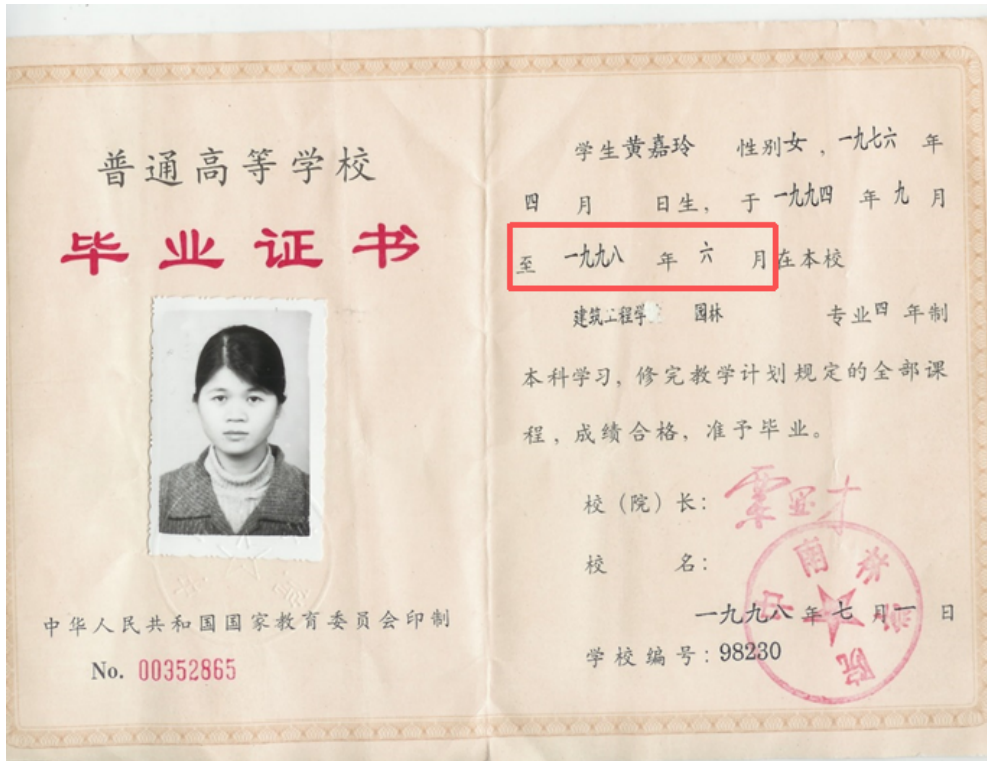 普通高等学校
毕业证书
中华人民共和国国家教育委员会印制
No. 00352865
学生黄嘉玲 性别女，一九七六 年
四 月 日生，于 一九九四 年 九 月
至 一九九八 年 六 月在本校
建筑工程学院 园林 专业四年制
本科学习，修完教学计划规定的全部课
程，成绩合格，准予毕业。
校（院）长：
校 名：
中南林学院
一九九八 年 七 月 一 日
学校编号：98230